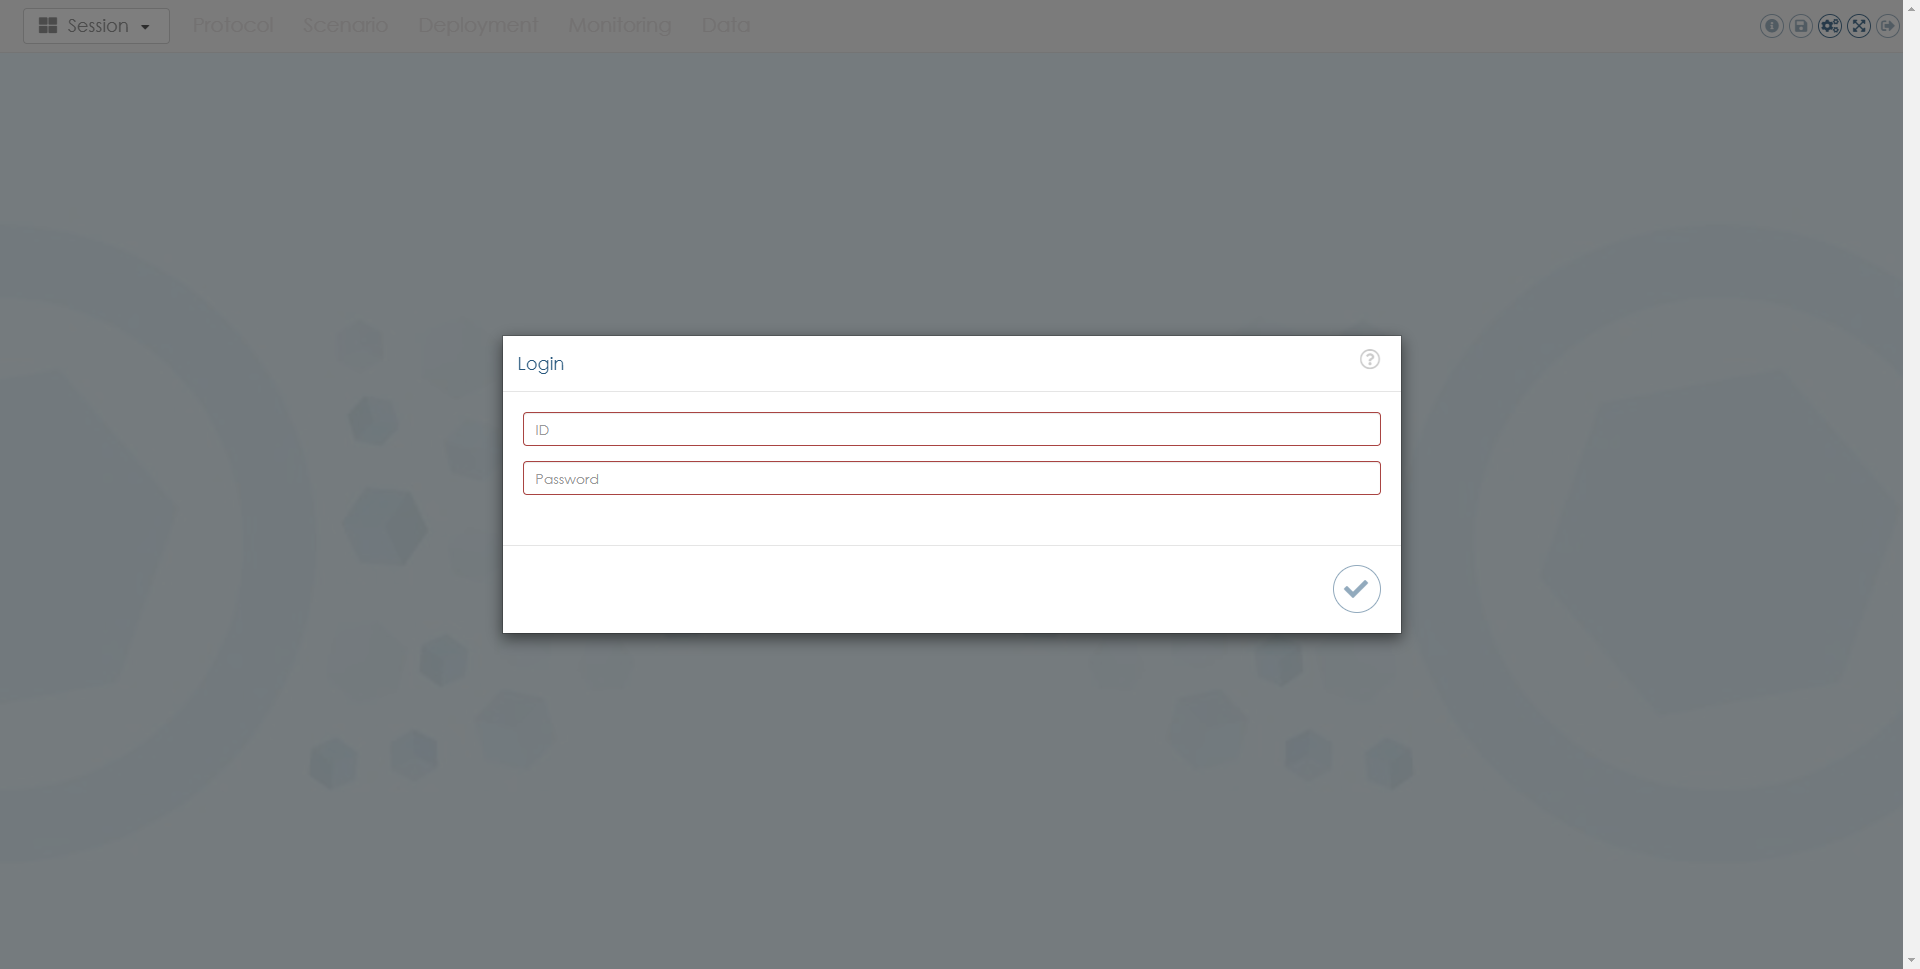 Session
Protocol
Scenario
Deployment
Monitoring
Data
Login
ID
Password